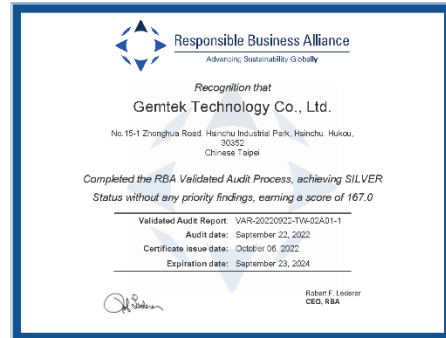 Responsible Business Alliance
Advancing Sustainability Globally
Recognition that
Gemtek Technology Co., Ltd.
No.15-1 Zhonghua Road. Hsinchu Industrial Park, Hsinchu. Hukou,
30352
Chinese Taipei
Completed the RBA Validated Audit Process, achieving SILVER
Status without any priority findings, earning a score of 167.0
Validated Audit Report: VAR-20220922-TW-02A01-1
Audit date: September 22, 2022
Certificate issue date: October 06, 2022
Expiration date: September 23, 2024
Robert F. Lederer
CEO, RBA